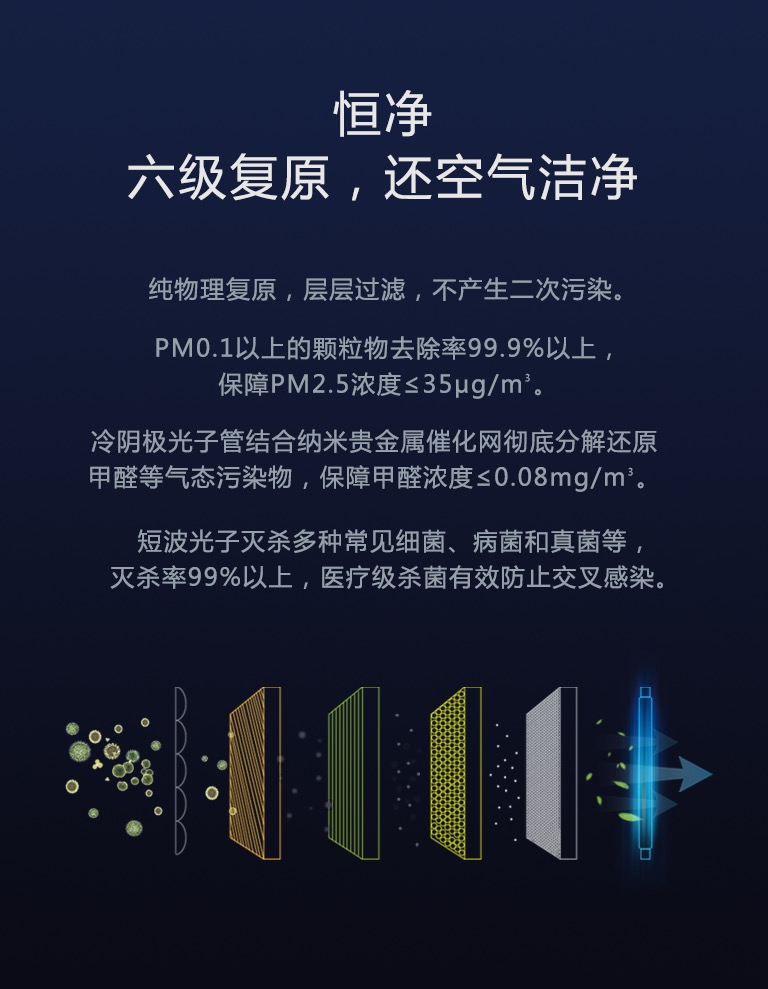 恒净
六级复原，还空气洁净
纯物理复原，层层过滤，不产生二次污染。
PM0.1以上的颗粒物去除率99.9%以上，
保障PM2.5浓度≤35μg/m³。
冷阴极光子管结合纳米贵金属催化网彻底分解还原
甲醛等气态污染物，保障甲醛浓度≤0.08mg/m³。
短波光子灭杀多种常见细菌、病菌和真菌等，
灭杀率99%以上，医疗级杀菌有效防止交叉感染。